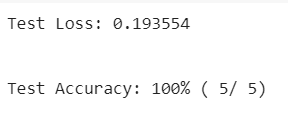 Test Loss: 0.193554
Test Accuracy: 100% ( 5/ 5)